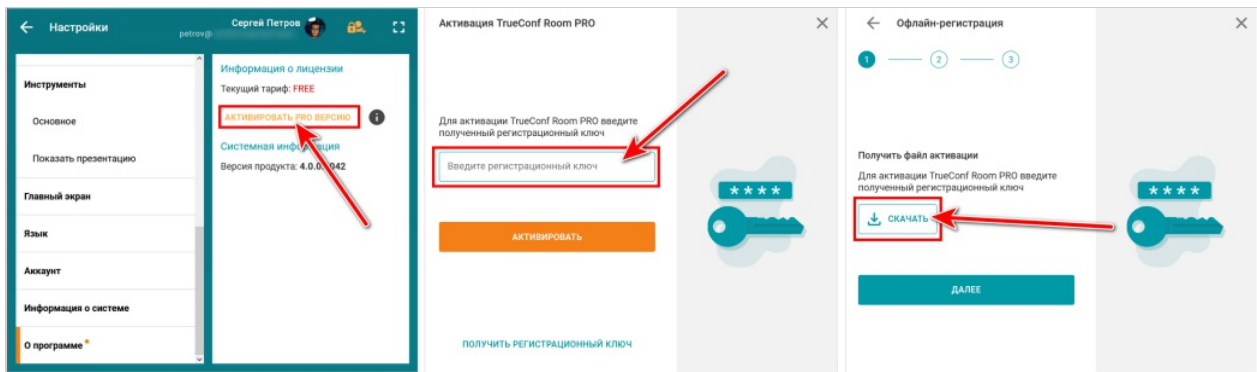 Настройки
Сергей Петров
petrov@
Инструменты
Основное
Показать презентацию
Главный экран
Язык
Аккаунт
Информация о системе
О программе
Информация о лицензии
Текущий тариф: FREE
АКТИВИРОВАТЬ PRO ВЕРСИЮ
Системная информация
Версия продукта: 4.0.0.1042
Активация TrueConf Room PRO
Для активации TrueConf Room PRO введите
полученный регистрационный ключ
Введите регистрационный ключ
АКТИВИРОВАТЬ
ПОЛУЧИТЬ РЕГИСТРАЦИОННЫЙ КЛЮЧ
****
Офлайн-регистрация
1 2 3
Получить файл активации
Для активации TrueConf Room PRO введите
полученный регистрационный ключ
СКАЧАТЬ
ДАЛЕЕ
****